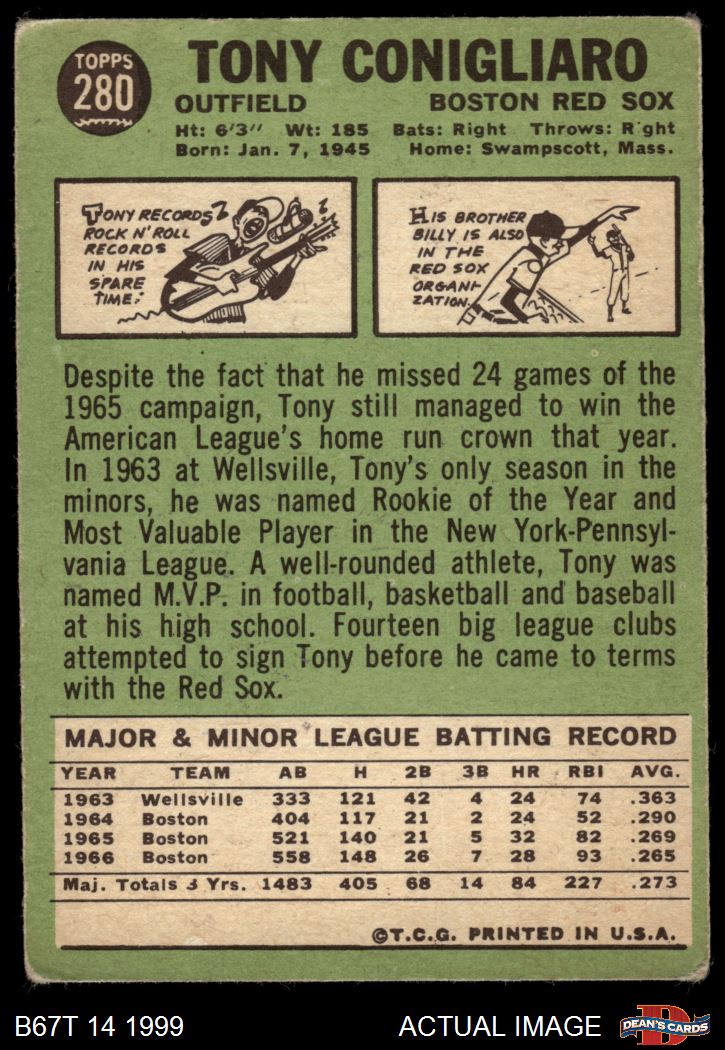 TOPPS
280
TONY CONIGLIARO
OUTFIELD BOSTON RED SOX
Ht: 6'3" Wt: 185 Bats: Right Throws: R ght
Born: Jan. 7, 1945 Home: Swampscott, Mass.
TONY RECORDS
ROCK N' ROLL
RECORDS
IN HIS
SPARE
TIME.
HIS BROTHER
BILLY IS ALSO
IN THE
RED SOX
ORGANI-
ZATION.
Despite the fact that he missed 24 games of the
1965 campaign, Tony still managed to win the
American League's home run crown that year.
In 1963 at Wellsville, Tony's only season in the
minors, he was named Rookie of the Year and
Most Valuable Player in the New York-Pennsyl-
vania League. A well-rounded athlete, Tony was
named M.V.P. in football, basketball and baseball
at his high school. Fourteen big league clubs
attempted to sign Tony before he came to terms
with the Red Sox.
MAJOR & MINOR LEAGUE BATTING RECORD
YEAR TEAM AB H 2B 3B HR RBI AVG.
1963 Wellsville 333 121 42 4 24 74 .363
1964 Boston 404 117 21 2 24 52 .290
1965 Boston 521 140 21 5 32 82 .269
1966 Boston 558 148 26 7 28 93 .265
Maj. Totals 3 Yrs. 1483 405 68 14 84 227 .273
©T.C.G. PRINTED IN U.S.A.
B67T 14 1999 ACTUAL IMAGE
DEAN'S CARDS